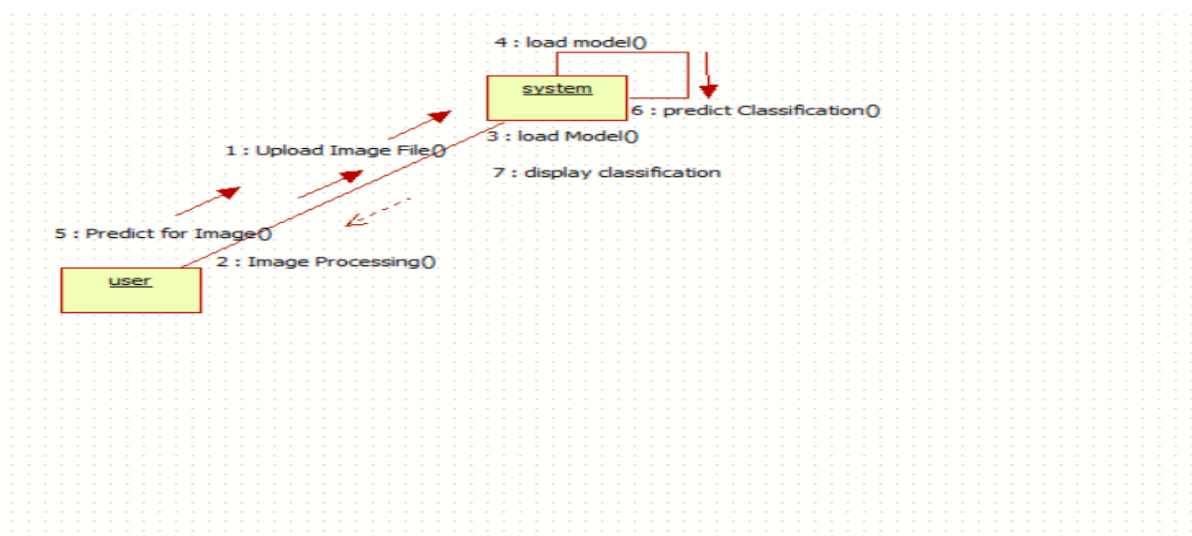 4 : load model()
system
6 : predict Classification()
3 : load Model()
1 : Upload Image File()
7 : display classification
5 : Predict for Image()
2 : Image Processing()
user